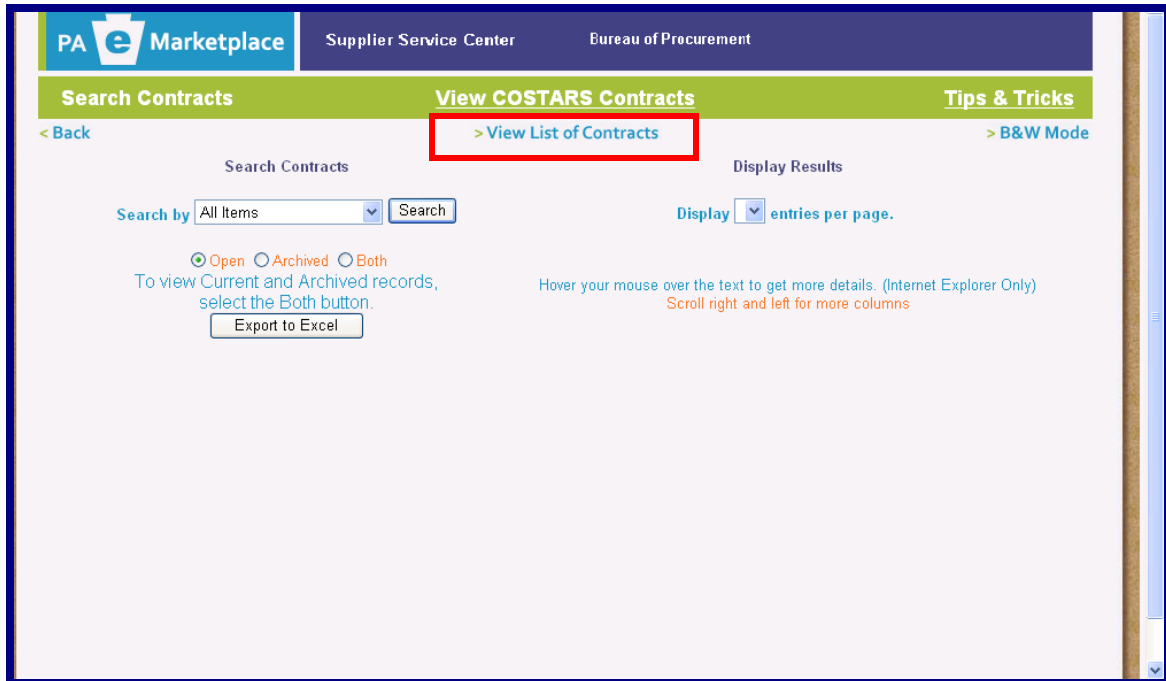 PA e Marketplace Supplier Service Center Bureau of Procurement
Search Contracts View COSTARS Contracts Tips & Tricks
< Back > View List of Contracts > B&W Mode
Search Contracts Display Results
Search by All Items Search Display entries per page.
Open Archived Both
To view Current and Archived records,
select the Both button.
Export to Excel
Hover your mouse over the text to get more details. (Internet Explorer Only)
Scroll right and left for more columns